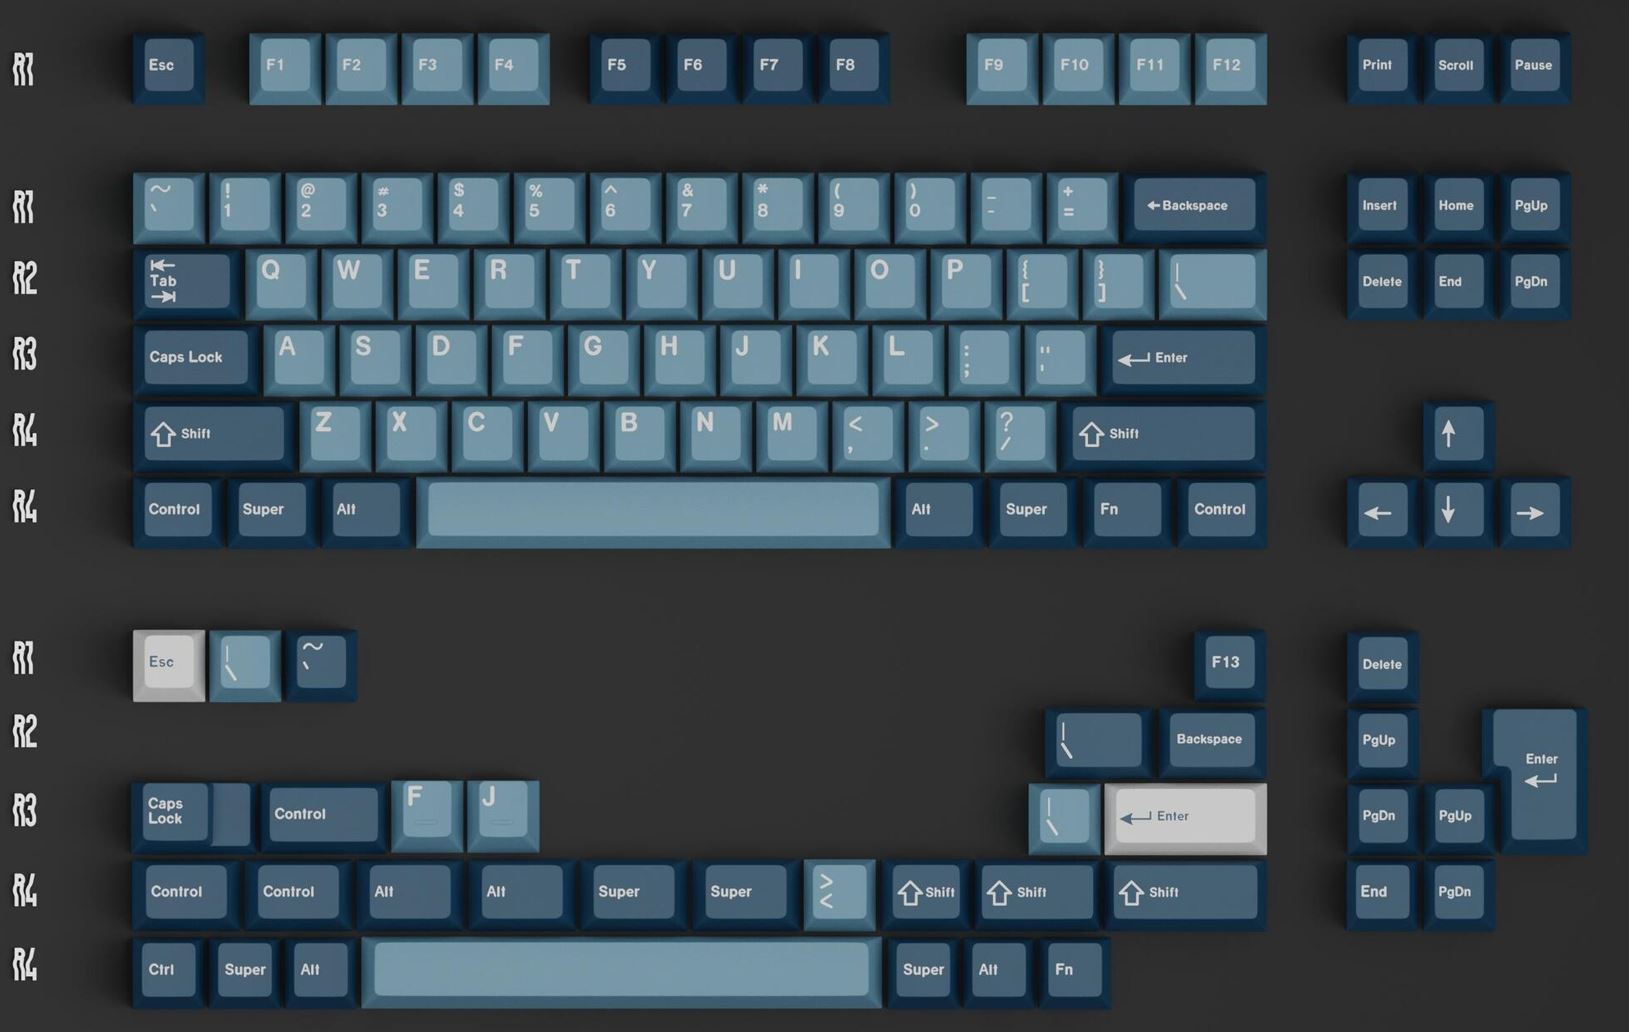 R1 Esc F1 F2 F3 F4 F5 F6 F7 F8 F9 F10 F11 F12 Print Scroll Pause
~ ! @ # $ % ^ & * ( ) _ +
R1 ` 1 2 3 4 5 6 7 8 9 0 - = ←Backspace Insert Home PgUp
R2 ⇤ Tab ⇥ Q W E R T Y U I O P { [ } ] | \ Delete End PgDn
R3 Caps Lock A S D F G H J K L : ; " ' ↵ Enter
R4 ⇧ Shift Z X C V B N M < , > . ? / ⇧ Shift ↑
R4 Control Super Alt Alt Super Fn Control ← ↓ →
R1 Esc | \ ~ ` F13 Delete
R2 | \ Backspace PgUp Enter ↵
R3 Caps Lock Control F J | \ ↵ Enter PgDn PgUp
R4 Control Control Alt Alt Super Super > < ⇧ Shift ⇧ Shift ⇧ Shift End PgDn
R4 Ctrl Super Alt Super Alt Fn